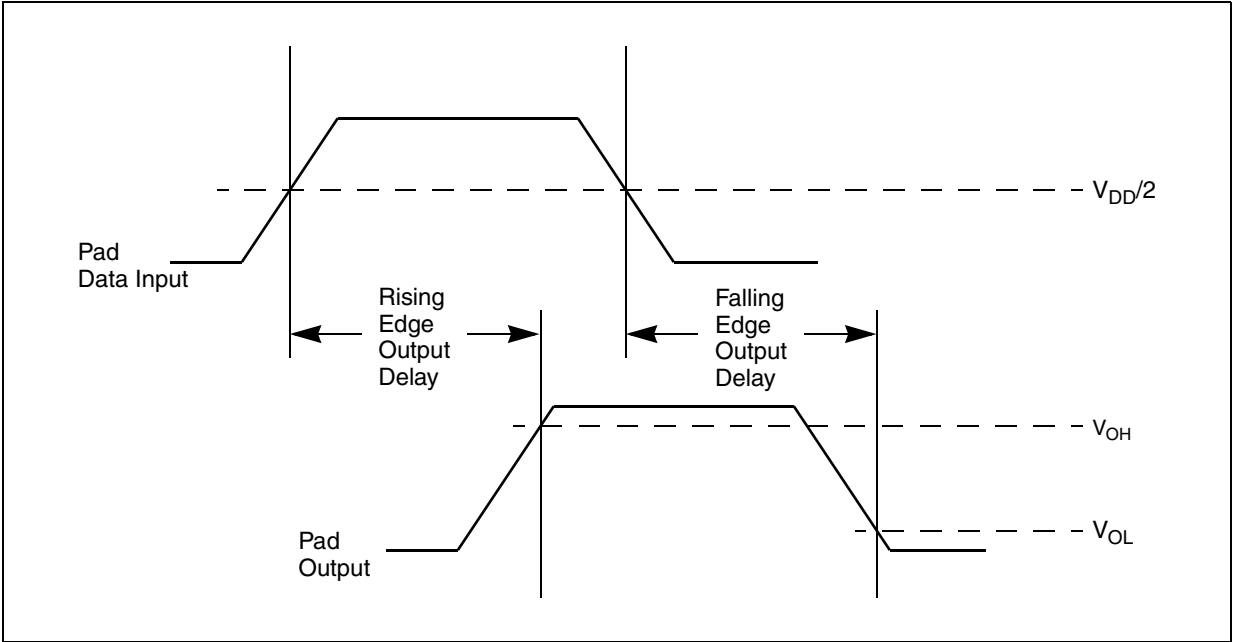 V_DD/2
Pad
Data Input
Rising
Edge
Output
Delay
Falling
Edge
Output
Delay
V_OH
V_OL
Pad
Output